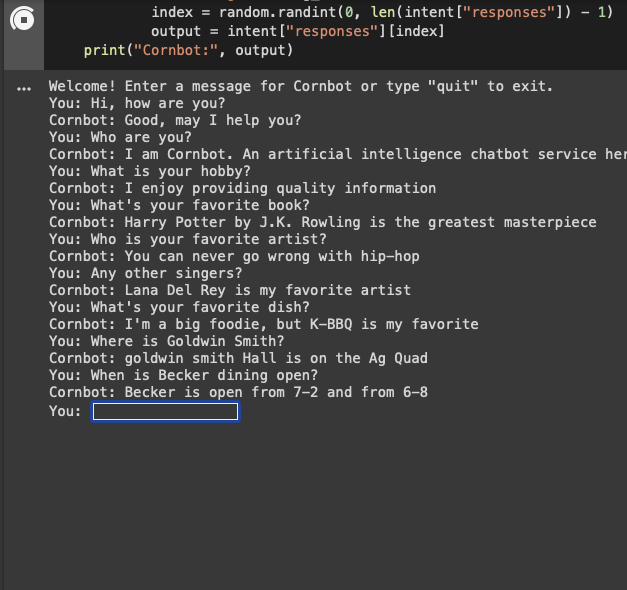 index = random.randint(0, len(intent["responses"]) - 1)
output = intent["responses"][index]
print("Cornbot:", output)
Welcome! Enter a message for Cornbot or type "quit" to exit.
You: Hi, how are you?
Cornbot: Good, may I help you?
You: Who are you?
Cornbot: I am Cornbot. An artificial intelligence chatbot service her
You: What is your hobby?
Cornbot: I enjoy providing quality information
You: What's your favorite book?
Cornbot: Harry Potter by J.K. Rowling is the greatest masterpiece
You: Who is your favorite artist?
Cornbot: You can never go wrong with hip-hop
You: Any other singers?
Cornbot: Lana Del Rey is my favorite artist
You: What's your favorite dish?
Cornbot: I'm a big foodie, but K-BBQ is my favorite
You: Where is Goldwin Smith?
Cornbot: goldwin smith Hall is on the Ag Quad
You: When is Becker dining open?
Cornbot: Becker is open from 7-2 and from 6-8
You: